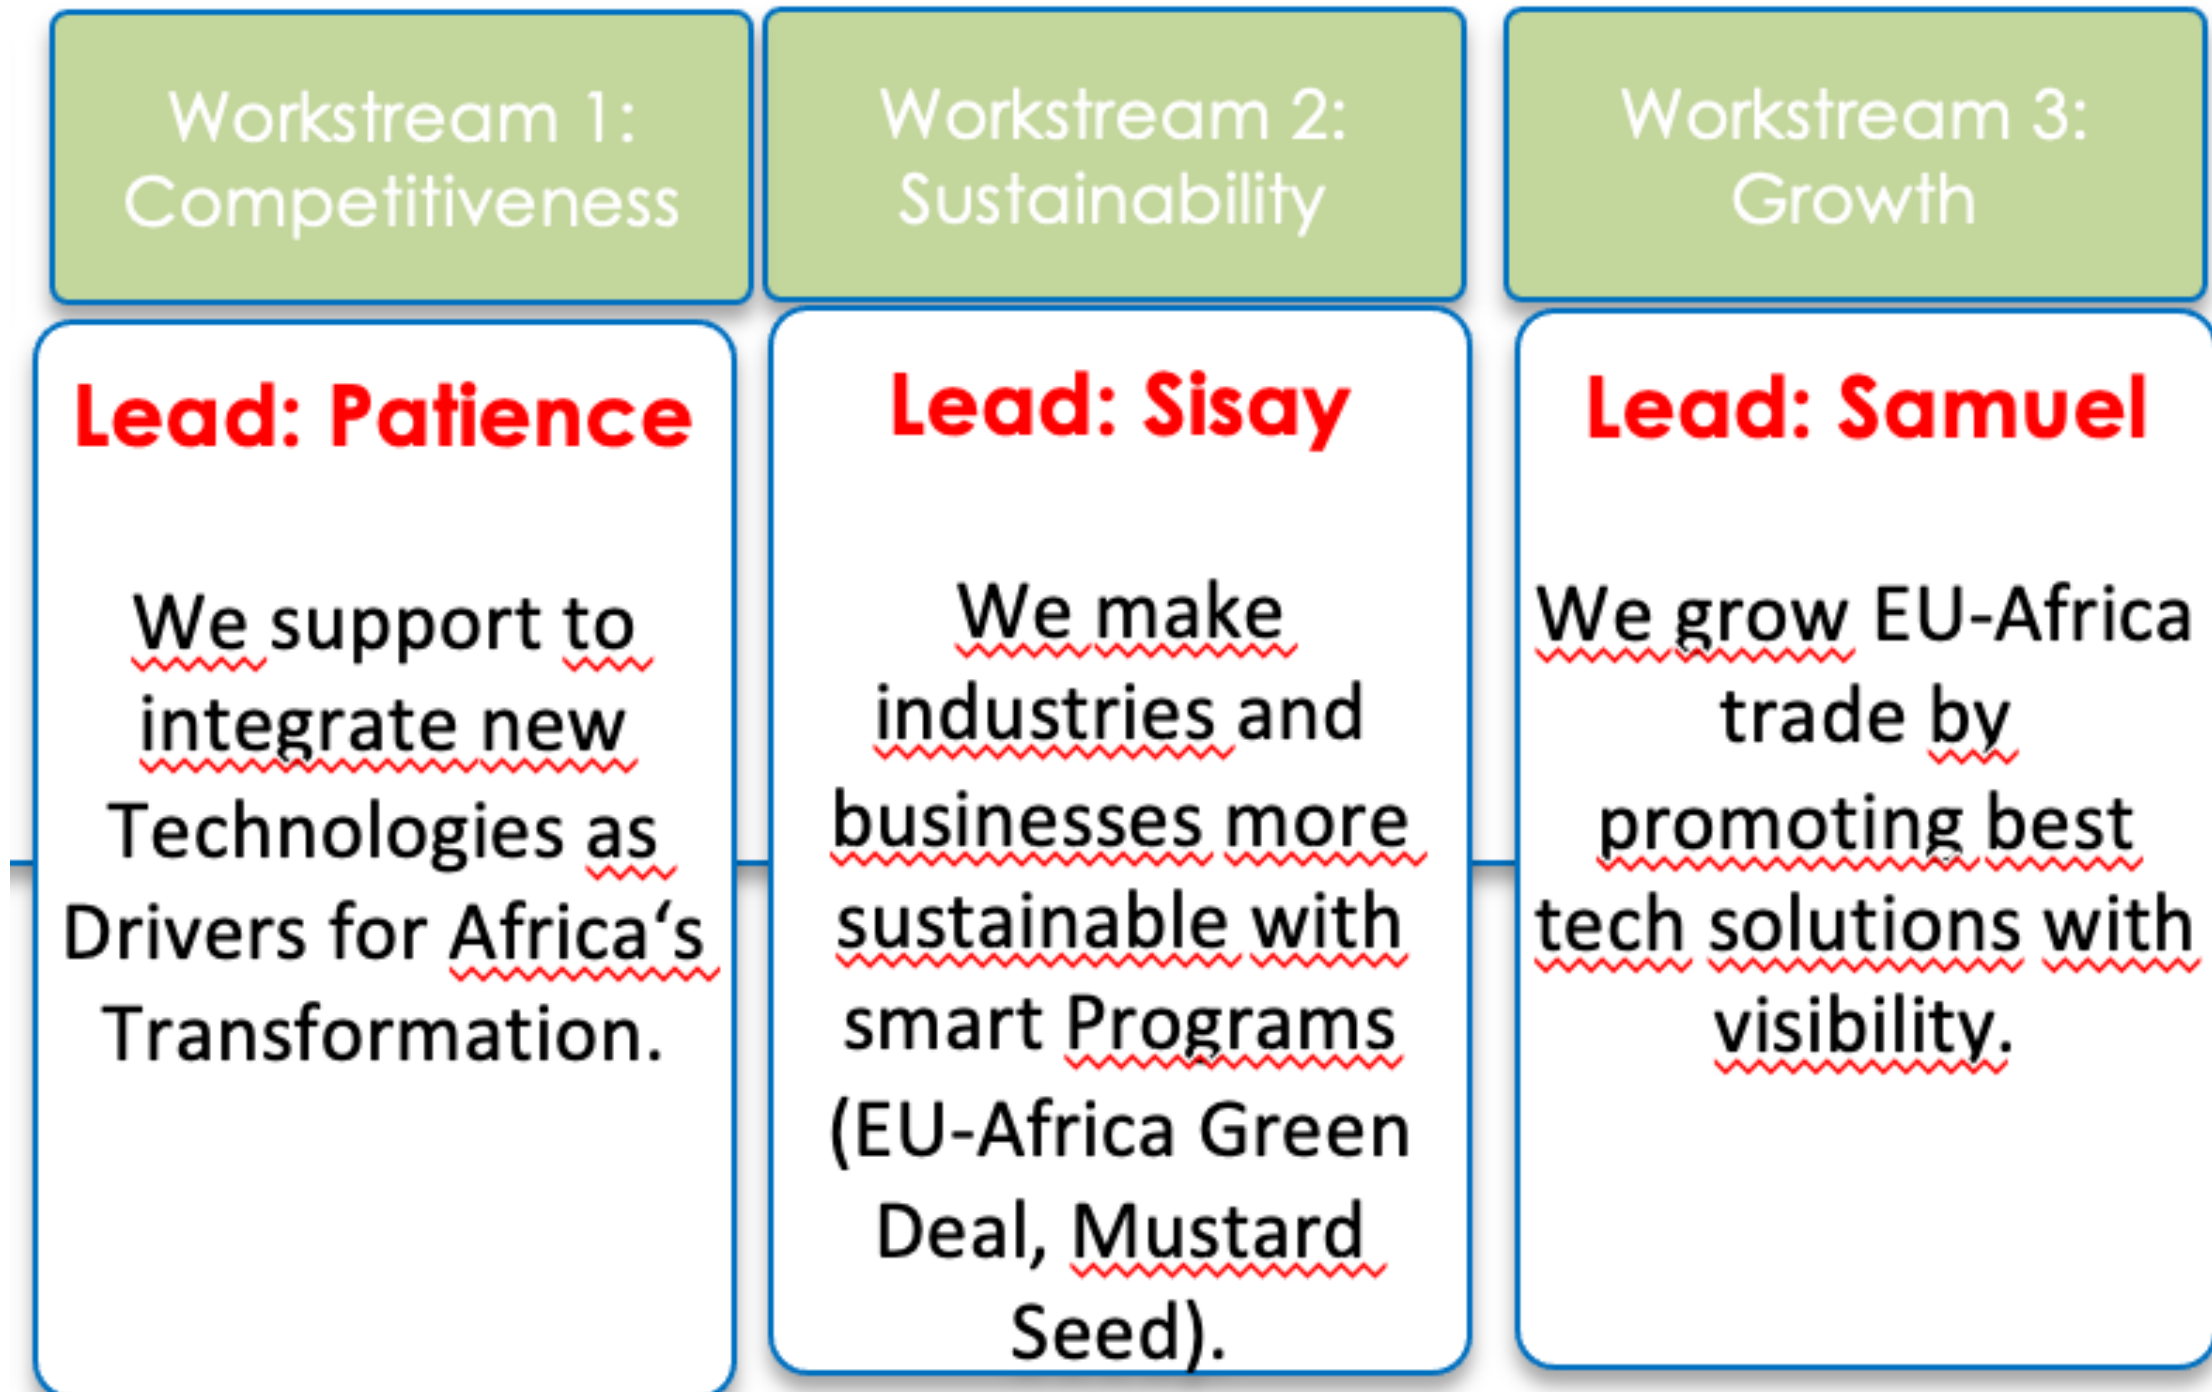 Workstream 1:
Competitiveness
Lead: Patience
We support to
integrate new
Technologies as
Drivers for Africa‘s
Transformation.
Workstream 2:
Sustainability
Lead: Sisay
We make
industries and
businesses more
sustainable with
smart Programs
(EU-Africa Green
Deal, Mustard
Seed).
Workstream 3:
Growth
Lead: Samuel
We grow EU-Africa
trade by
promoting best
tech solutions with
visibility.